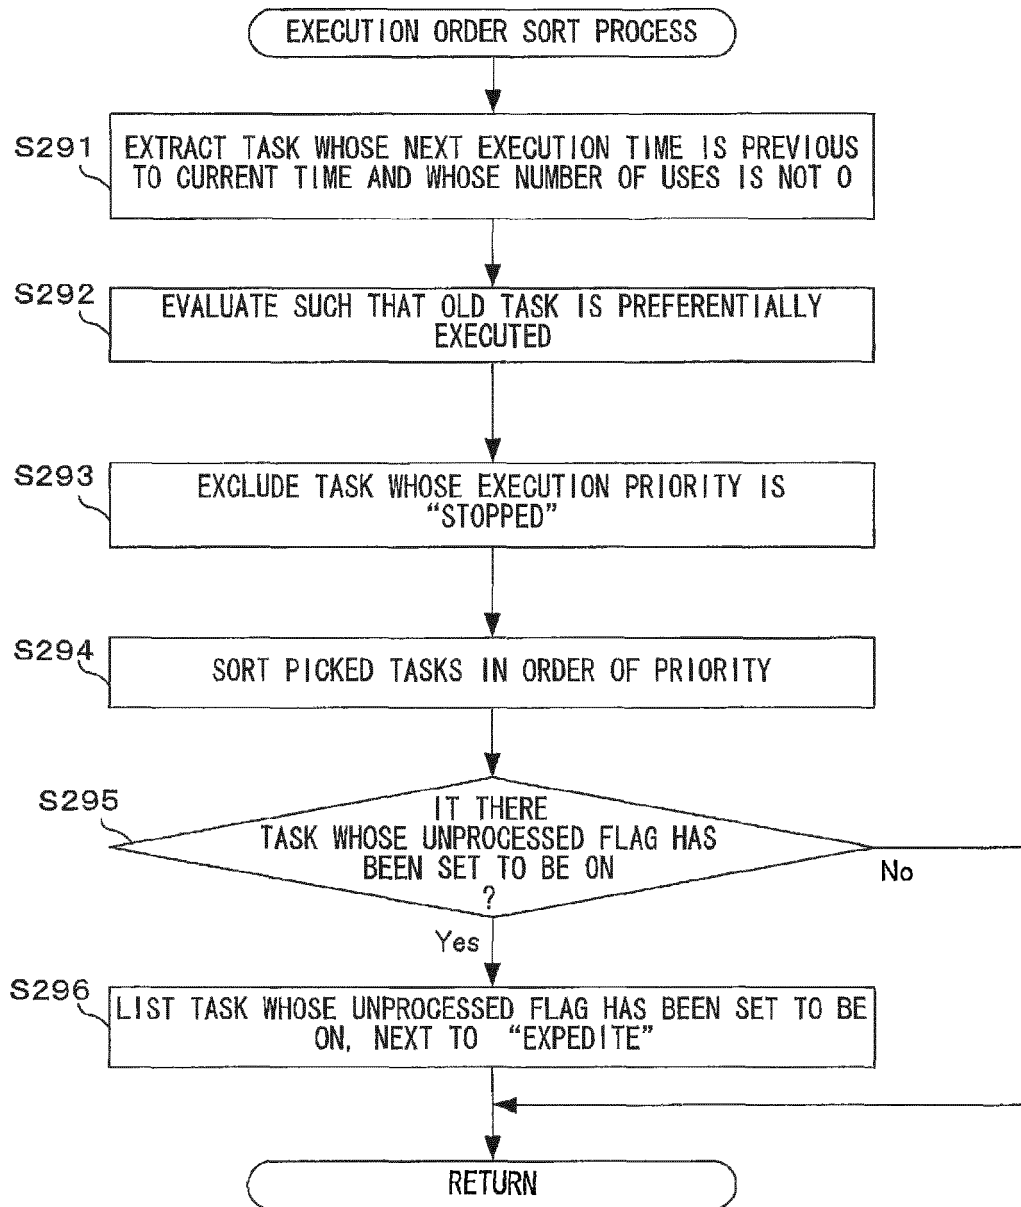 EXECUTION ORDER SORT PROCESS
S291
EXTRACT TASK WHOSE NEXT EXECUTION TIME IS PREVIOUS
TO CURRENT TIME AND WHOSE NUMBER OF USES IS NOT 0
S292
EVALUATE SUCH THAT OLD TASK IS PREFERENTIALLY
EXECUTED
S293
EXCLUDE TASK WHOSE EXECUTION PRIORITY IS
“STOPPED”
S294
SORT PICKED TASKS IN ORDER OF PRIORITY
S295
IT THERE
TASK WHOSE UNPROCESSED FLAG HAS
BEEN SET TO BE ON
?
No
Yes
S296
LIST TASK WHOSE UNPROCESSED FLAG HAS BEEN SET TO BE
ON, NEXT TO “EXPEDITE”
RETURN